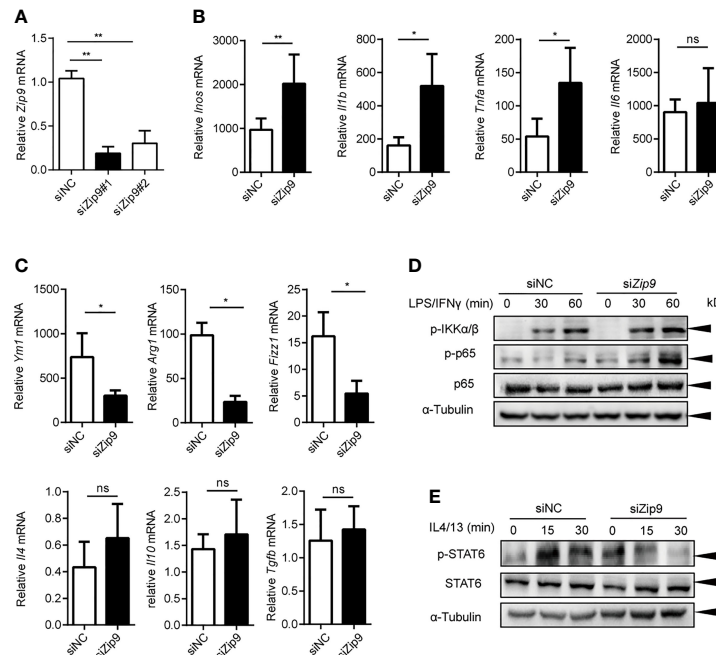 A
Relative Zip9 mRNA
1.5
1.0
0.5
0.0
**
**
siNC
siZip9#1
siZip9#2
B
Relative Inos mRNA
3000
2000
1000
0
**
siNC
siZip9
Relative Il1b mRNA
800
600
400
200
0
*
siNC
siZip9
Relative Tnfa mRNA
200
150
100
50
0
*
siNC
siZip9
Relative Il6 mRNA
2000
1500
1000
500
0
ns
siNC
siZip9
C
Relative Ym1 mRNA
1000
750
500
250
0
*
siNC
siZip9
Relative Arg1 mRNA
150
100
50
0
*
siNC
siZip9
Relative Fizz1 mRNA
25
20
15
10
5
0
*
siNC
siZip9
Relative Il4 mRNA
1.0
0.8
0.6
0.4
0.2
0.0
ns
siNC
siZip9
relative Il10 mRNA
2.5
2.0
1.5
1.0
0.5
0.0
ns
siNC
siZip9
Relative Tgfb mRNA
2.0
1.6
1.2
0.8
0.4
0.0
ns
siNC
siZip9
D
siNC siZip9
LPS/IFNγ (min) 0 30 60 0 30 60
p-IKKα/β
p-p65
p65
α-Tubulin
E
siNC siZip9
IL4/13 (min) 0 15 30 0 15 30
p-STAT6
STAT6
α-Tubulin